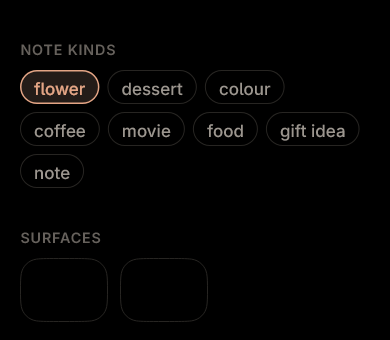 NOTE KINDS
flower dessert colour
coffee movie food gift idea
note
SURFACES